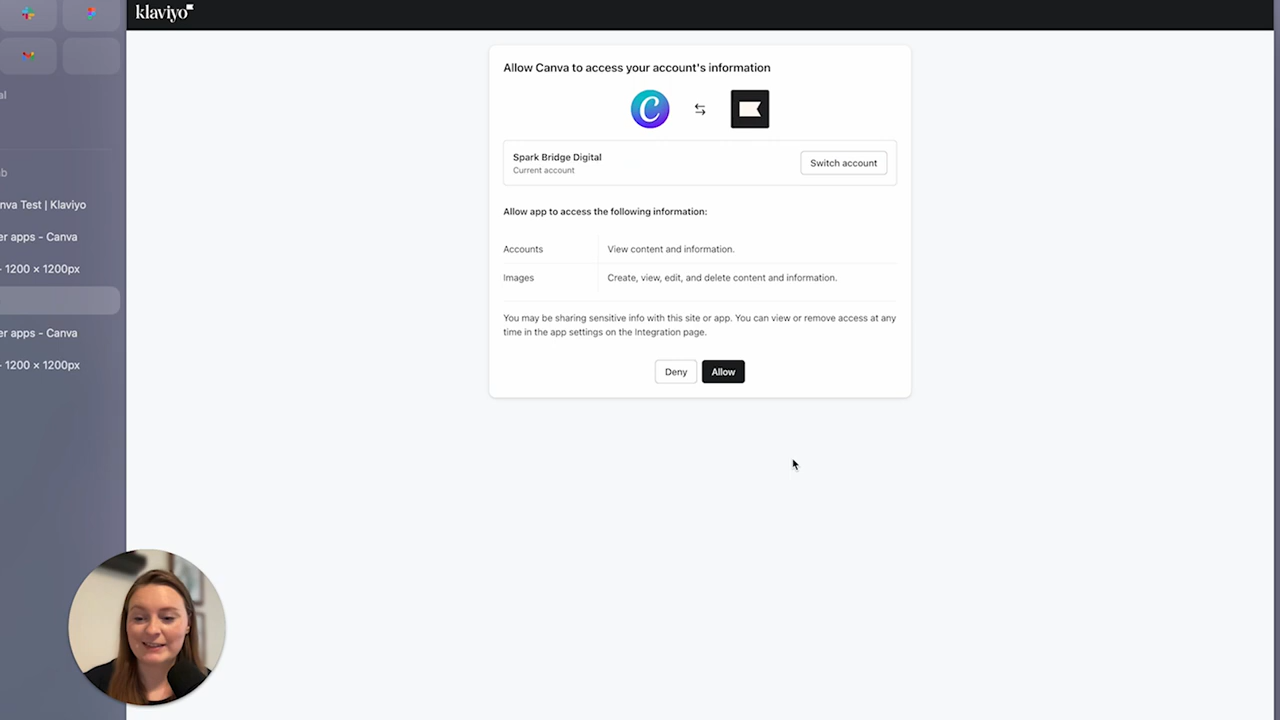 klaviyo
al
Allow Canva to access your account's information
Spark Bridge Digital
Current account
Switch account
ab
nva Test | Klaviyo
er apps – Canva
- 1200 × 1200px
er apps – Canva
- 1200 × 1200px
Allow app to access the following information:
Accounts
View content and information.
Images
Create, view, edit, and delete content and information.
You may be sharing sensitive info with this site or app. You can view or remove access at any
time in the app settings on the Integration page.
Deny
Allow